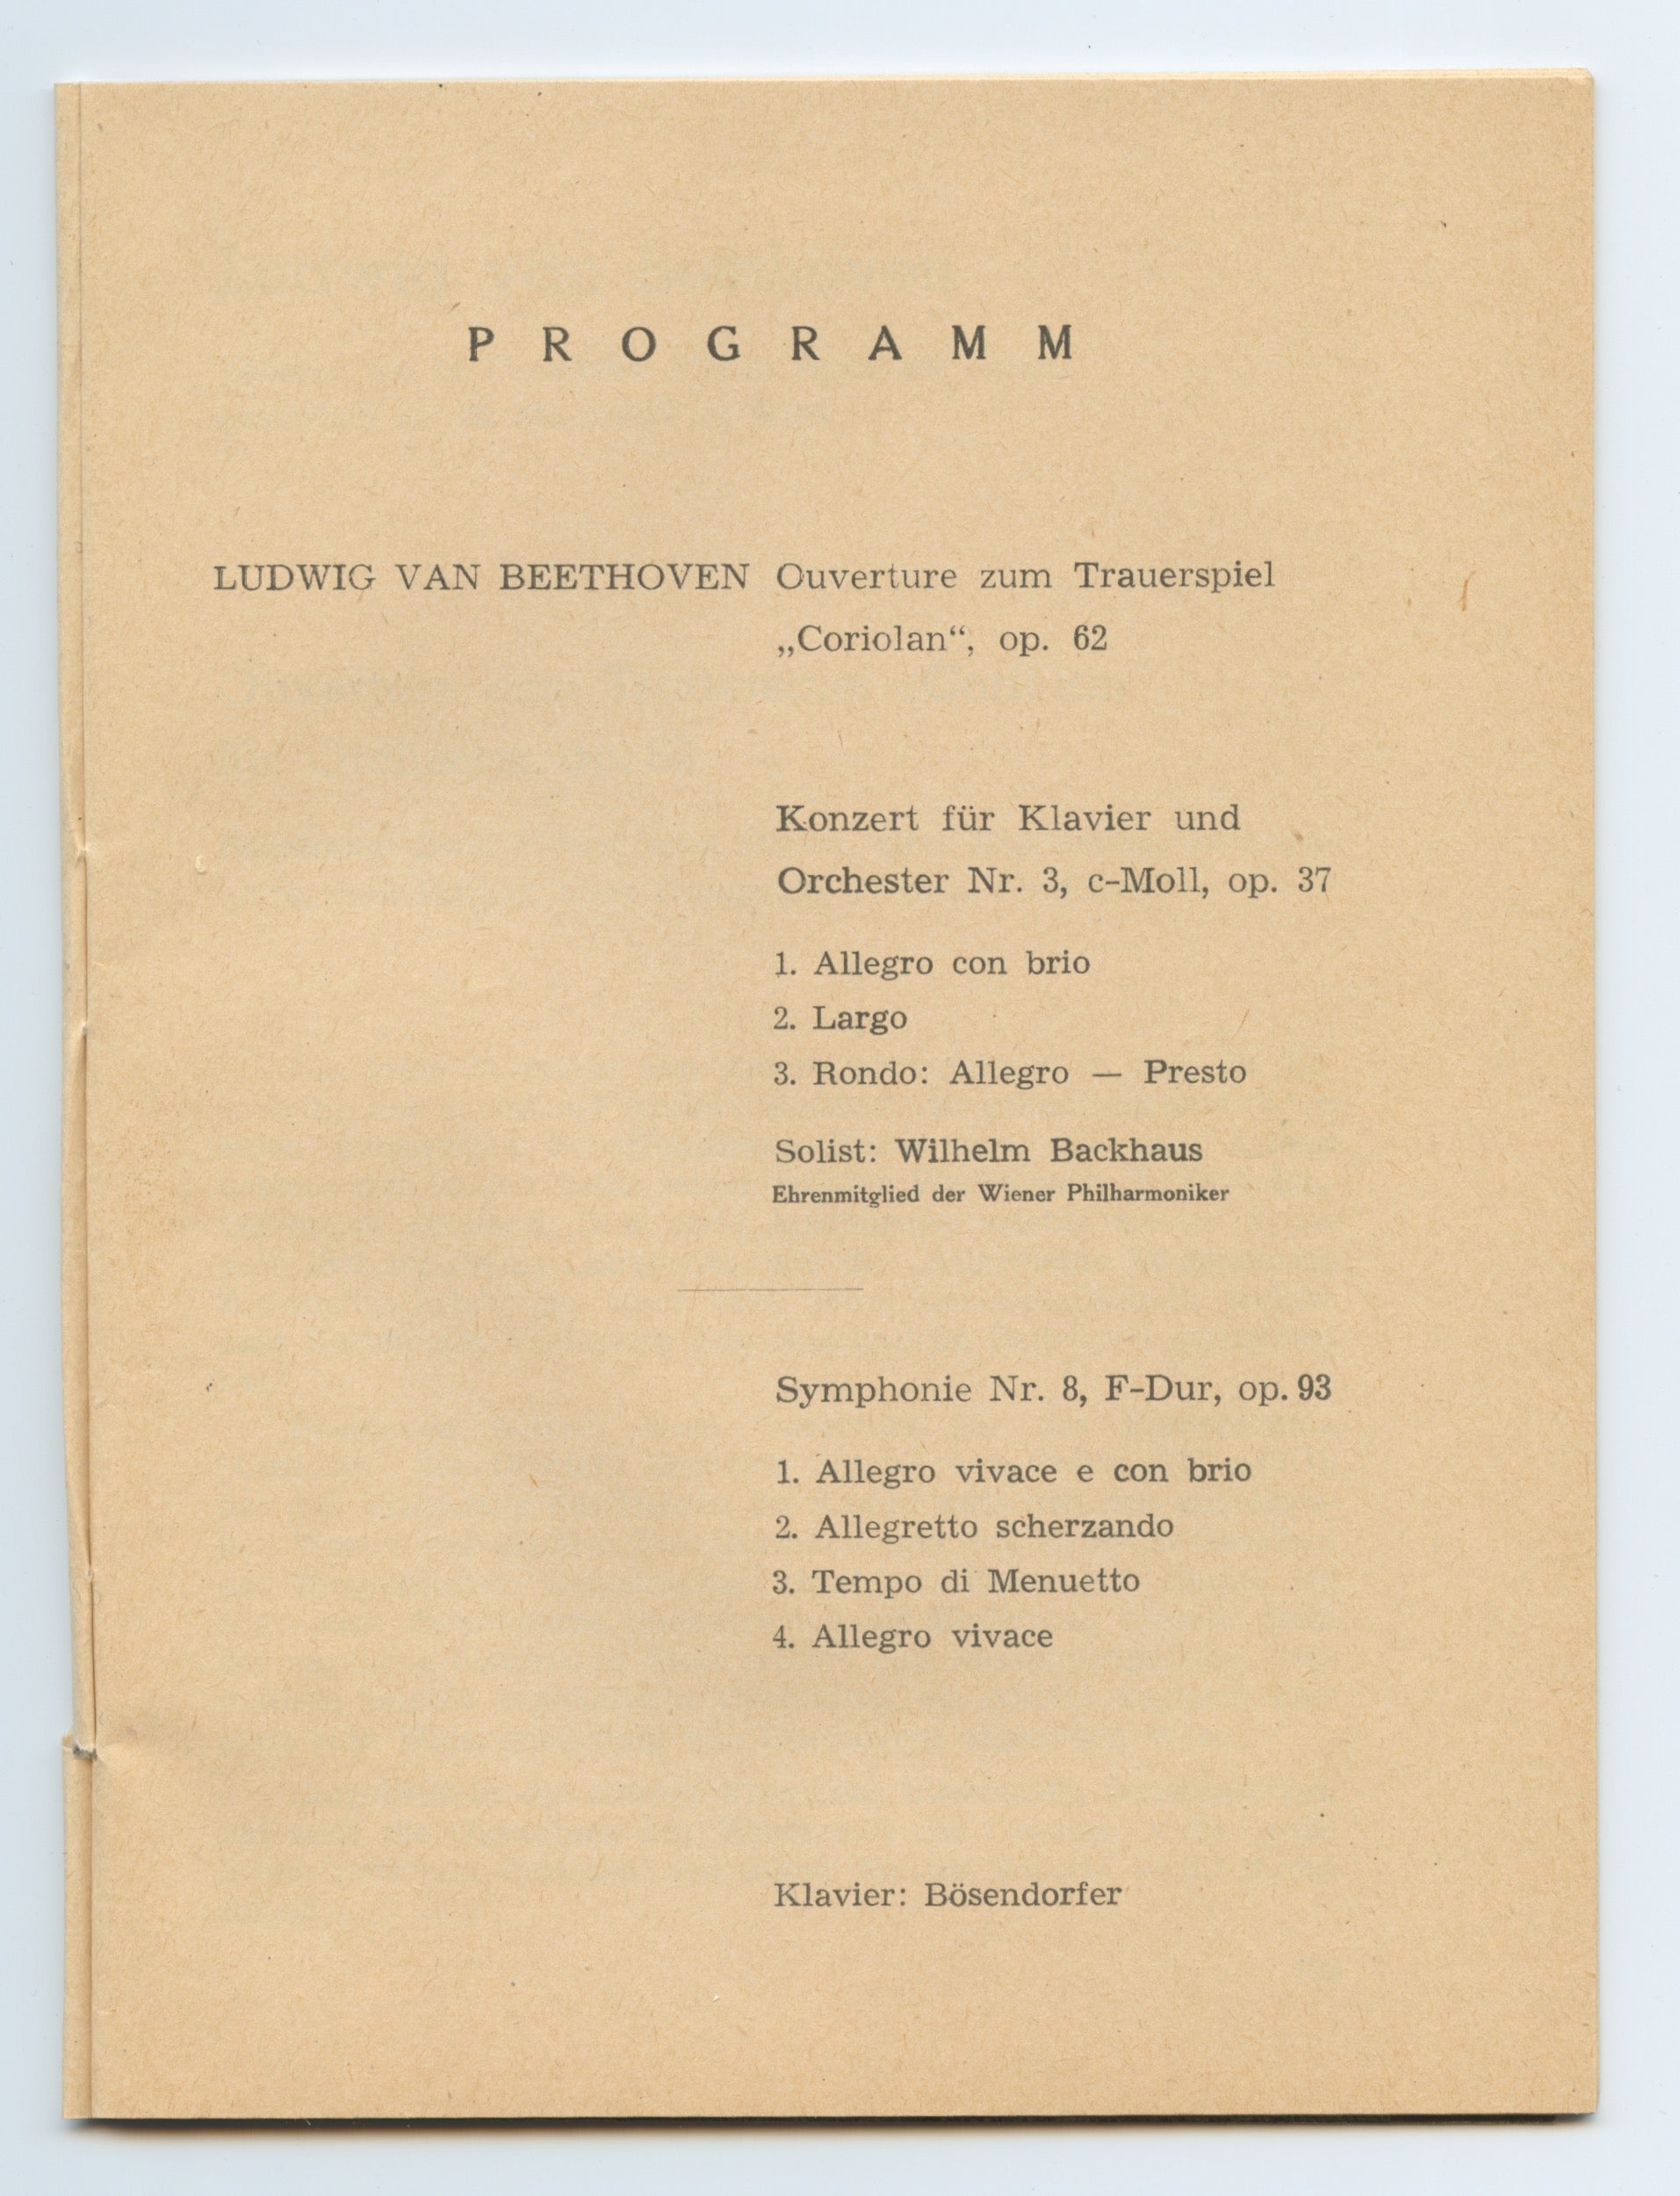 PROGRAMM
LUDWIG VAN BEETHOVEN Ouverture zum Trauerspiel
„Coriolan“, op. 62
Konzert für Klavier und
Orchester Nr. 3, c-Moll, op. 37
1. Allegro con brio
2. Largo
3. Rondo: Allegro — Presto
Solist: Wilhelm Backhaus
Ehrenmitglied der Wiener Philharmoniker
Symphonie Nr. 8, F-Dur, op. 93
1. Allegro vivace e con brio
2. Allegretto scherzando
3. Tempo di Menuetto
4. Allegro vivace
Klavier: Bösendorfer